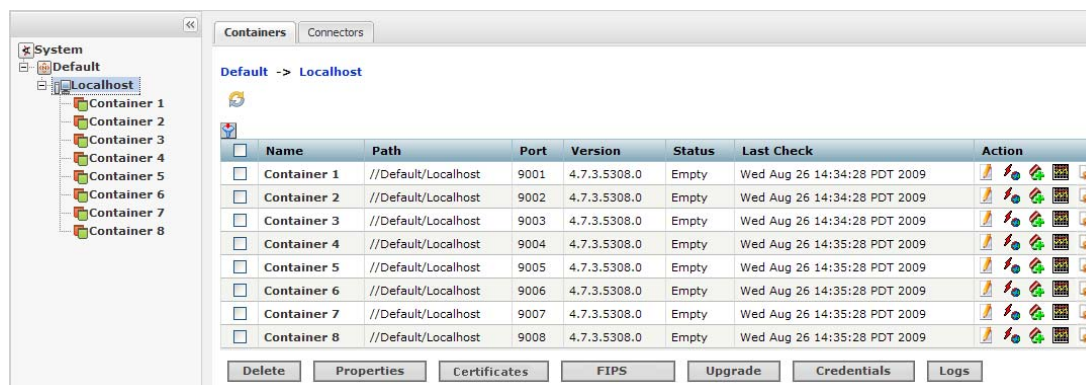 «
System
Default
Localhost
Container 1
Container 2
Container 3
Container 4
Container 5
Container 6
Container 7
Container 8
Containers Connectors
Default -> Localhost
Name Path Port Version Status Last Check Action
Container 1 //Default/Localhost 9001 4.7.3.5308.0 Empty Wed Aug 26 14:34:28 PDT 2009
Container 2 //Default/Localhost 9002 4.7.3.5308.0 Empty Wed Aug 26 14:34:28 PDT 2009
Container 3 //Default/Localhost 9003 4.7.3.5308.0 Empty Wed Aug 26 14:34:28 PDT 2009
Container 4 //Default/Localhost 9004 4.7.3.5308.0 Empty Wed Aug 26 14:35:28 PDT 2009
Container 5 //Default/Localhost 9005 4.7.3.5308.0 Empty Wed Aug 26 14:35:28 PDT 2009
Container 6 //Default/Localhost 9006 4.7.3.5308.0 Empty Wed Aug 26 14:35:28 PDT 2009
Container 7 //Default/Localhost 9007 4.7.3.5308.0 Empty Wed Aug 26 14:35:28 PDT 2009
Container 8 //Default/Localhost 9008 4.7.3.5308.0 Empty Wed Aug 26 14:35:28 PDT 2009
Delete Properties Certificates FIPS Upgrade Credentials Logs